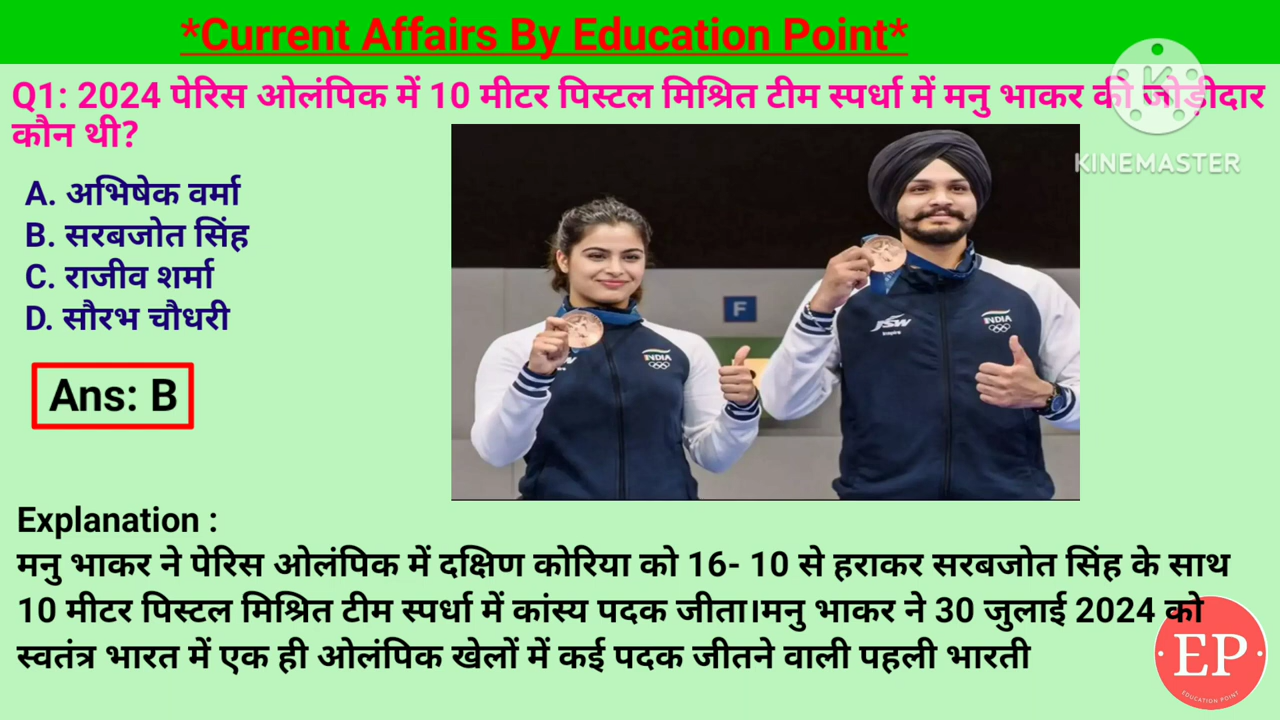 *Current Affairs By Education Point*
Q1: 2024 पेरिस ओलंपिक में 10 मीटर पिस्टल मिश्रित टीम स्पर्धा में मनु भाकर की जोड़ीदार
कौन थी?
KINEMASTER
A. अभिषेक वर्मा
B. सरबजोत सिंह
C. राजीव शर्मा
D. सौरभ चौधरी
Ans: B
F
INDIA
JSW
Inspire
INDIA
Explanation :
मनु भाकर ने पेरिस ओलंपिक में दक्षिण कोरिया को 16- 10 से हराकर सरबजोत सिंह के साथ
10 मीटर पिस्टल मिश्रित टीम स्पर्धा में कांस्य पदक जीता।मनु भाकर ने 30 जुलाई 2024 को
स्वतंत्र भारत में एक ही ओलंपिक खेलों में कई पदक जीतने वाली पहली भारती
EP
EDUCATION POINT